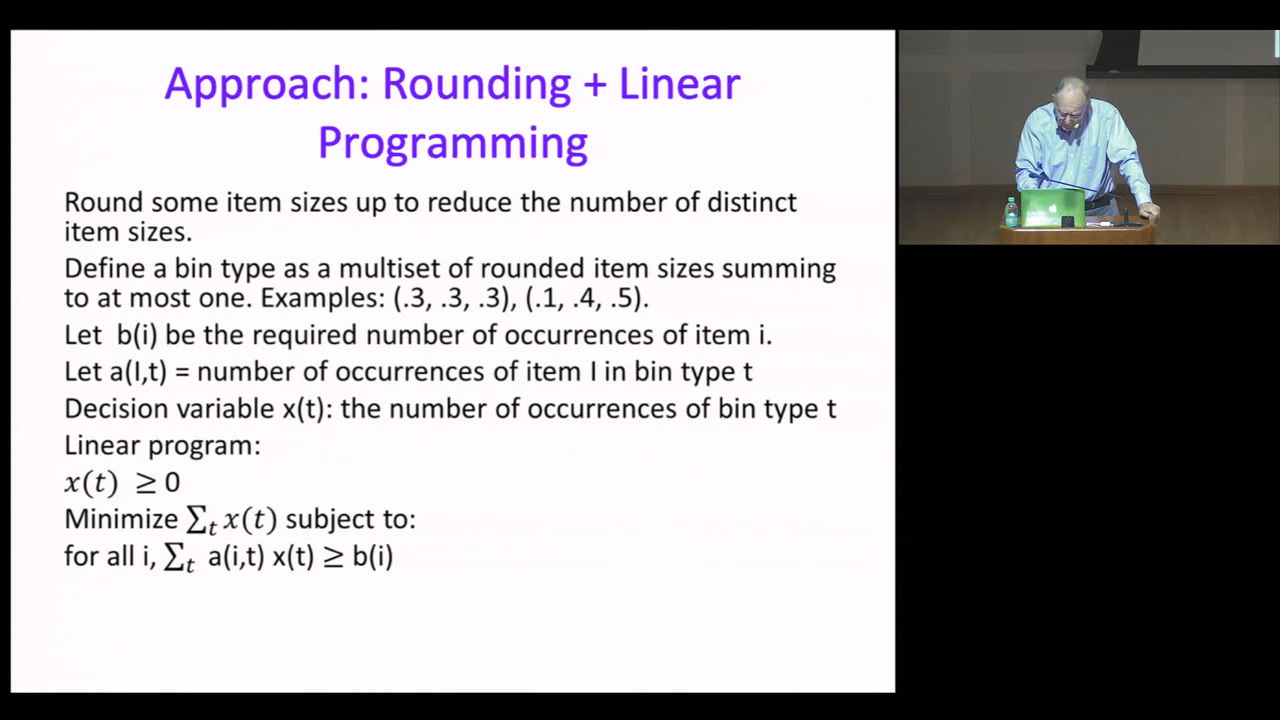 Approach: Rounding + Linear
Programming
Round some item sizes up to reduce the number of distinct
item sizes.
Define a bin type as a multiset of rounded item sizes summing
to at most one. Examples: (.3, .3, .3), (.1, .4, .5).
Let  b(i) be the required number of occurrences of item i.
Let a(I,t) = number of occurrences of item I in bin type t
Decision variable x(t): the number of occurrences of bin type t
Linear program:
x(t) ≥ 0
Minimize ∑t x(t) subject to:
for all i, ∑t a(i,t) x(t) ≥ b(i)